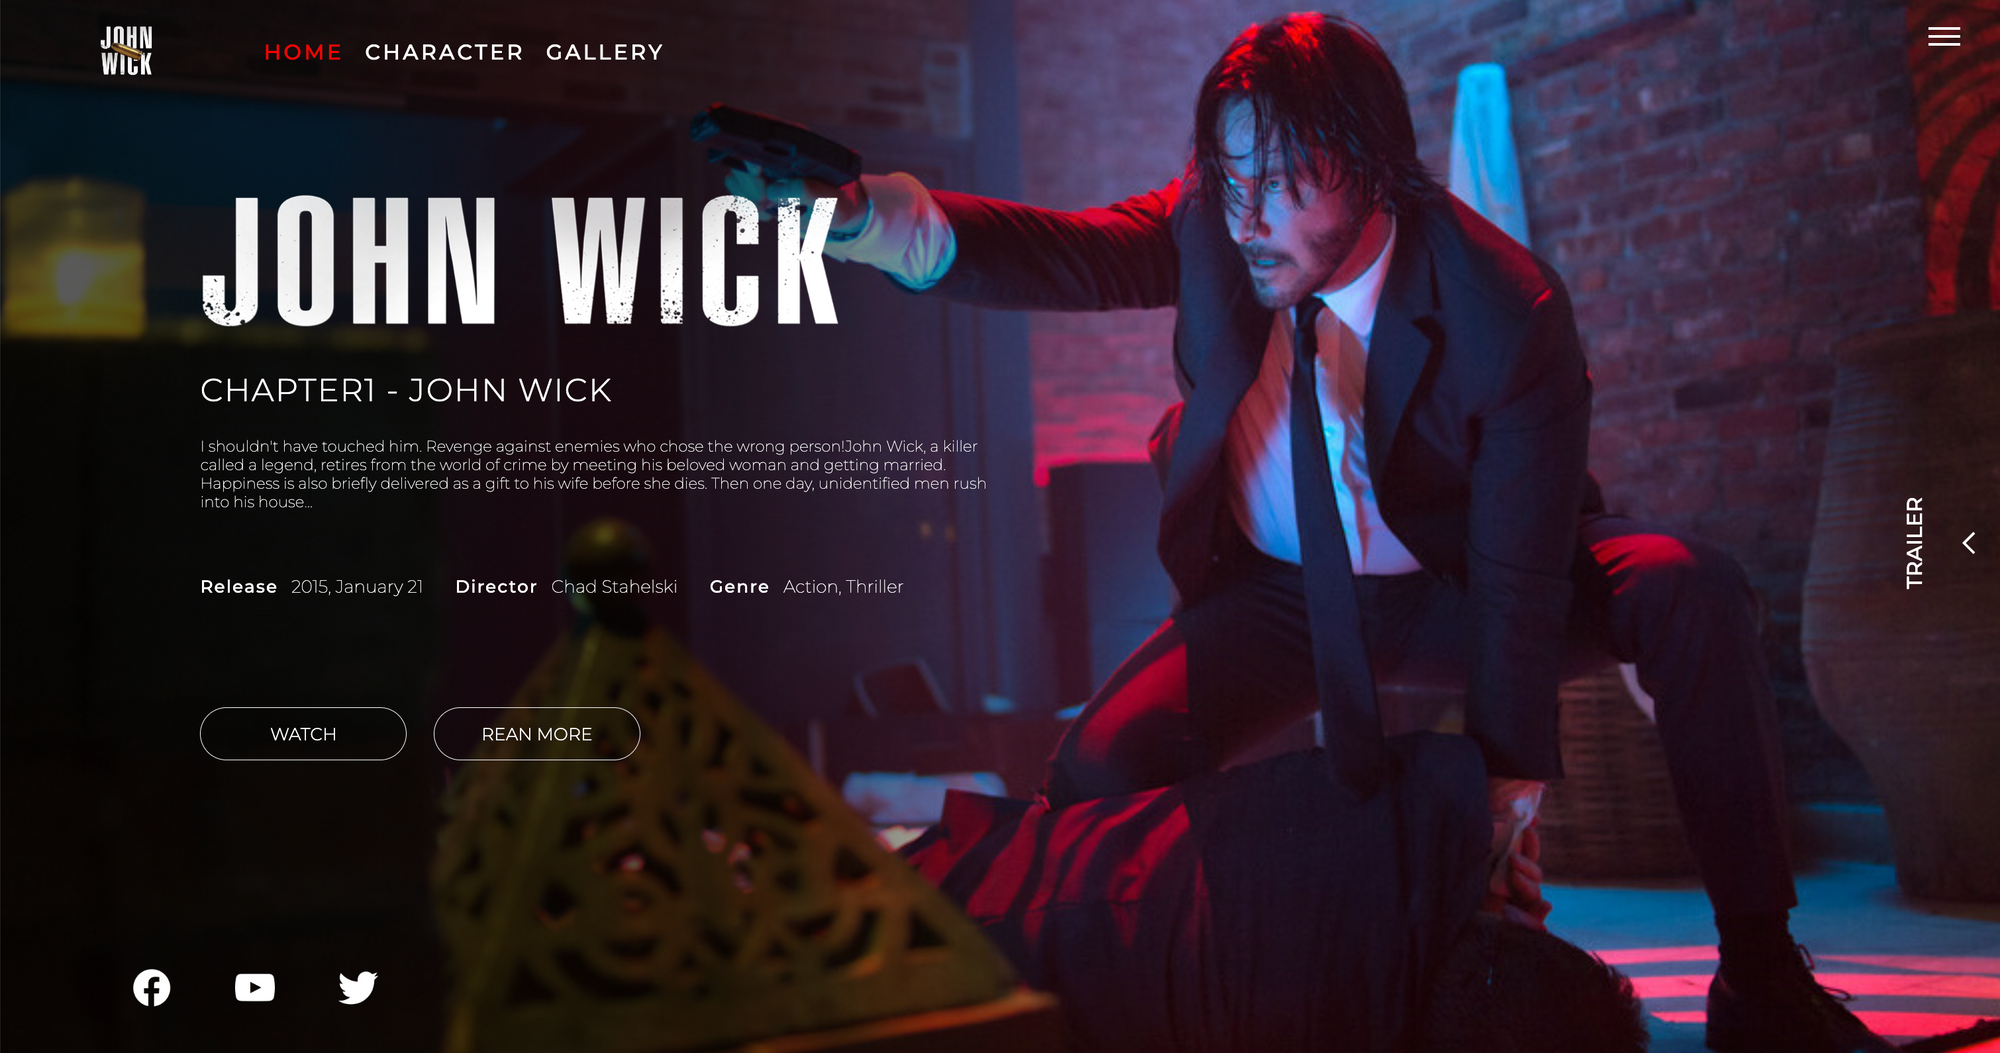 JOHN
WICK
HOME CHARACTER GALLERY
JOHN WICK
CHAPTER1 - JOHN WICK
I shouldn't have touched him. Revenge against enemies who chose the wrong person!John Wick, a killer
called a legend, retires from the world of crime by meeting his beloved woman and getting married.
Happiness is also briefly delivered as a gift to his wife before she dies. Then one day, unidentified men rush
into his house...
Release 2015, January 21 Director Chad Stahelski Genre Action, Thriller
WATCH REAN MORE
TRAILER